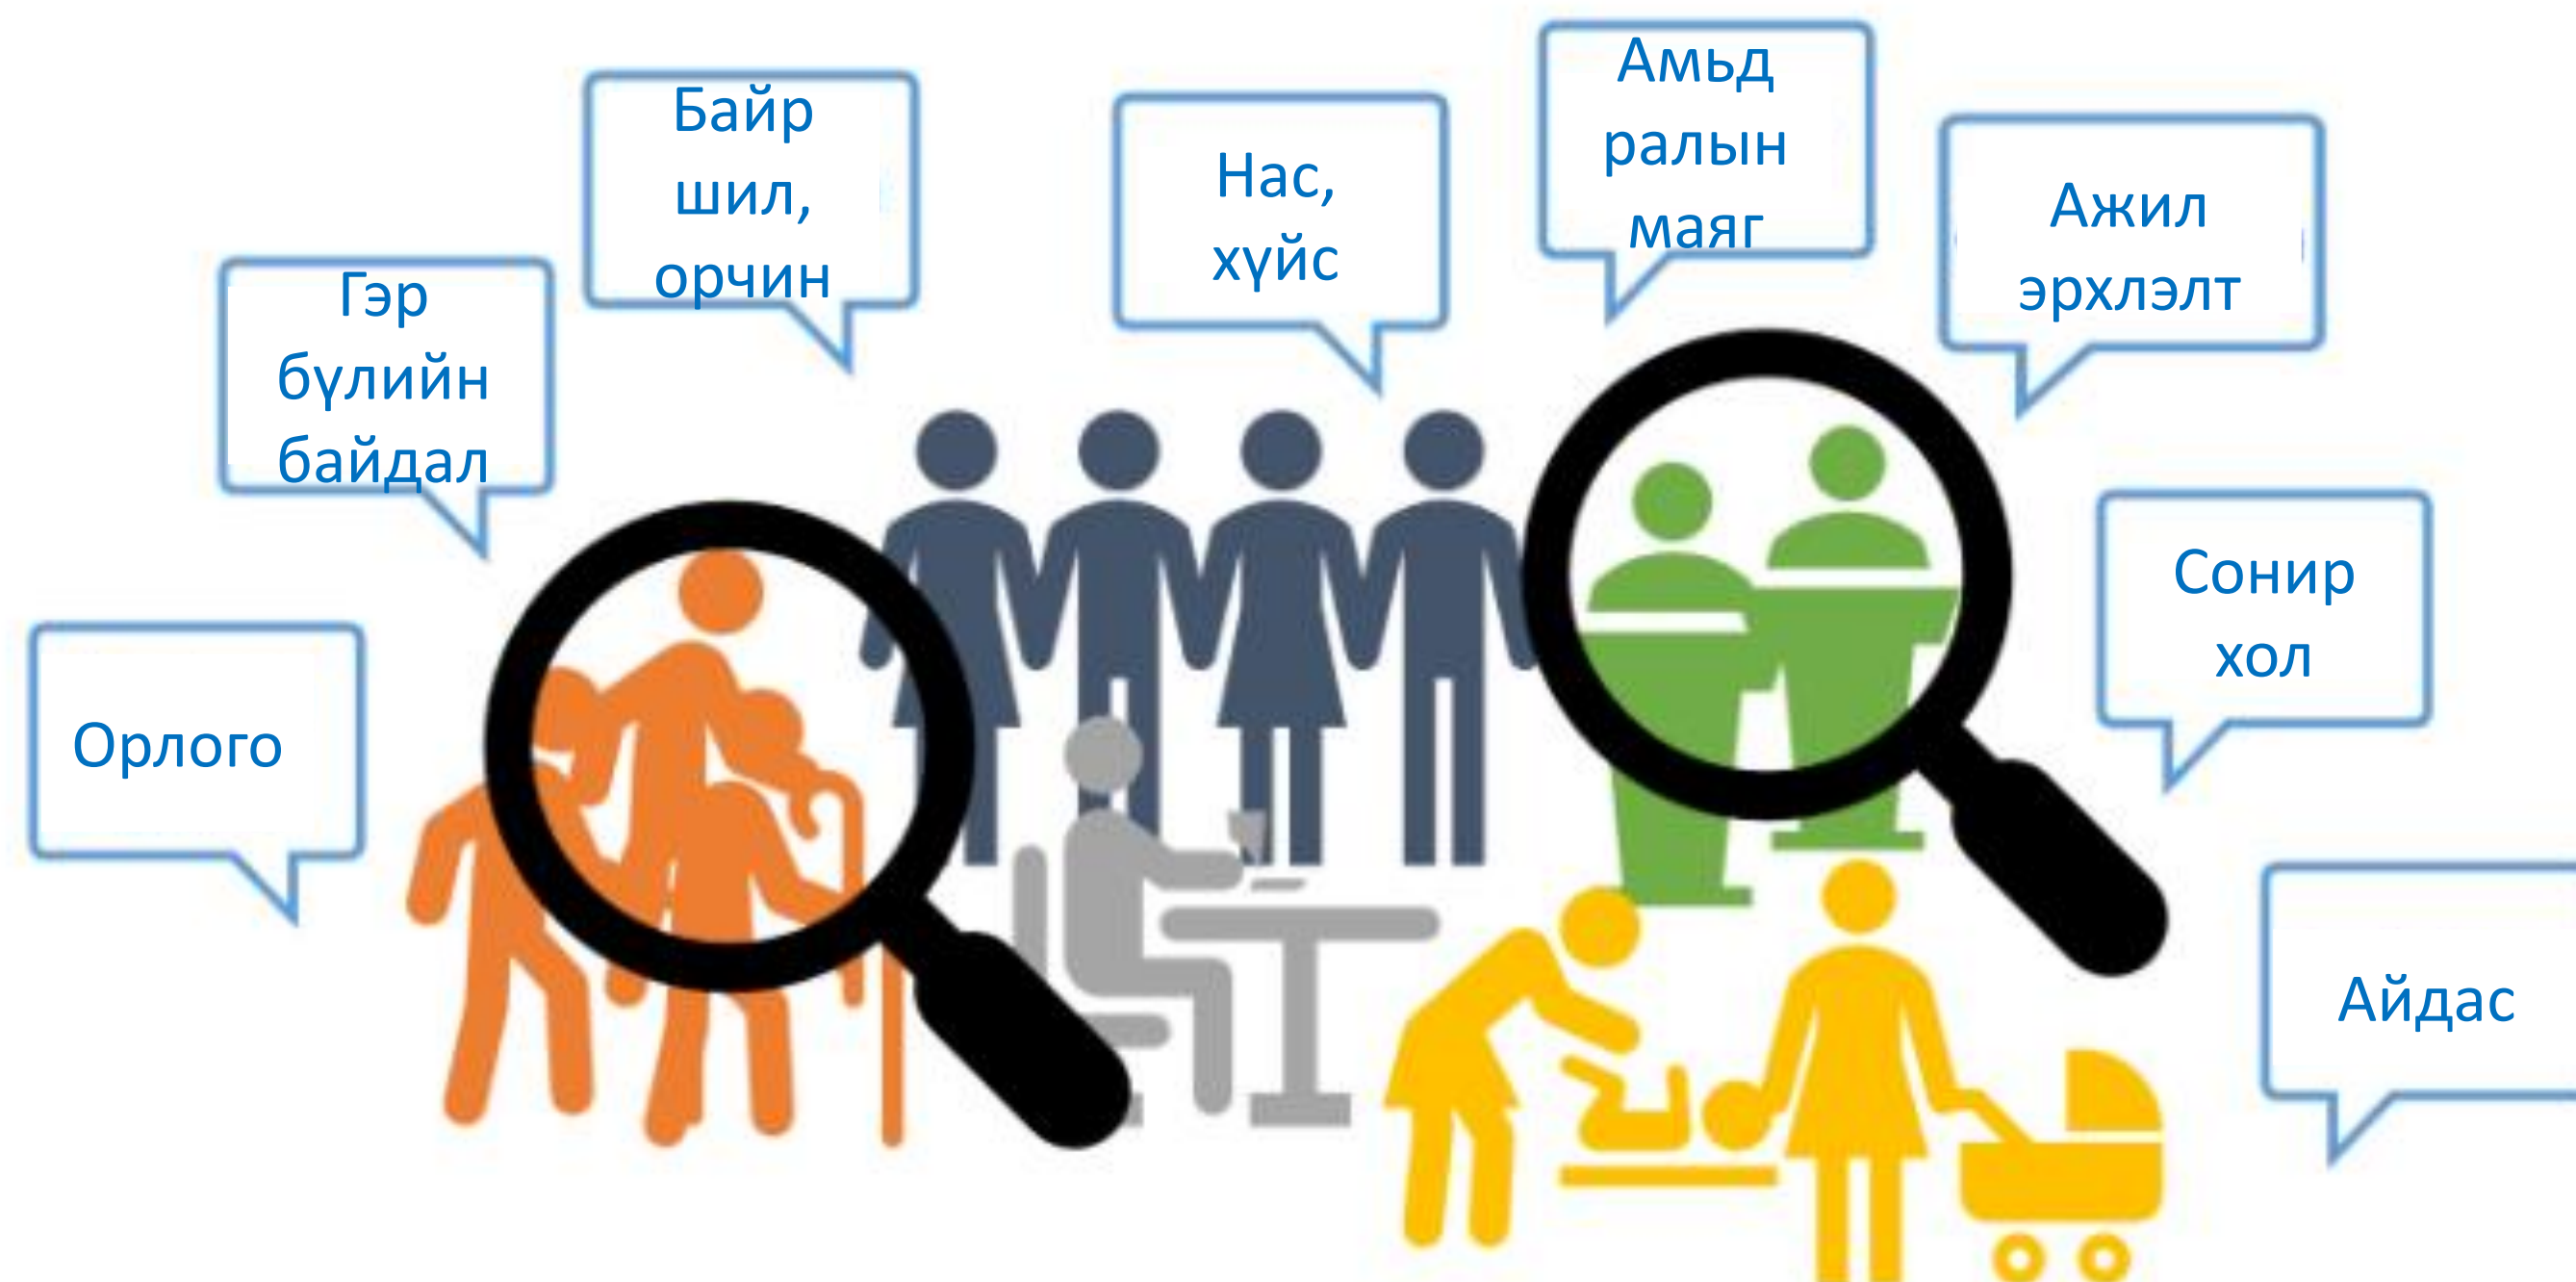 Орлого
Гэр
бүлийн
байдал
Байр
шил,
орчин
Нас,
хүйс
Амьд
ралын
маяг
Ажил
эрхлэлт
Сонир
хол
Айдас